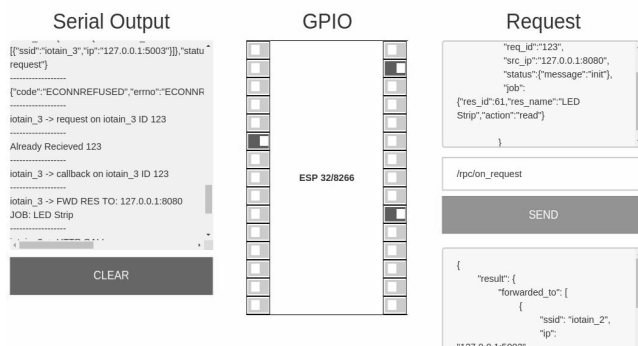 Serial Output
GPIO
Request
[{"ssid":"iotain_3","ip":"127.0.0.1:5003"}]},"statu
request"}
------------------
{"code":"ECONNREFUSED","errno":"ECONNR
------------------
iotain_3 -> request on iotain_3 ID 123
------------------
Already Recieved 123
------------------
iotain_3 -> callback on iotain_3 ID 123
------------------
iotain_3 -> FWD RES TO: 127.0.0.1:8080
JOB: LED Strip
------------------
CLEAR
ESP 32/8266
"req_id":"123",
"src_ip":"127.0.0.1:8080",
"status":{"message":"init"},
"job":
{"res_id":61,"res_name":"LED
Strip","action":"read"}
}
/rpc/on_request
SEND
{
"result": {
"forwarded_to": [
{
"ssid": "iotain_2",
"ip":